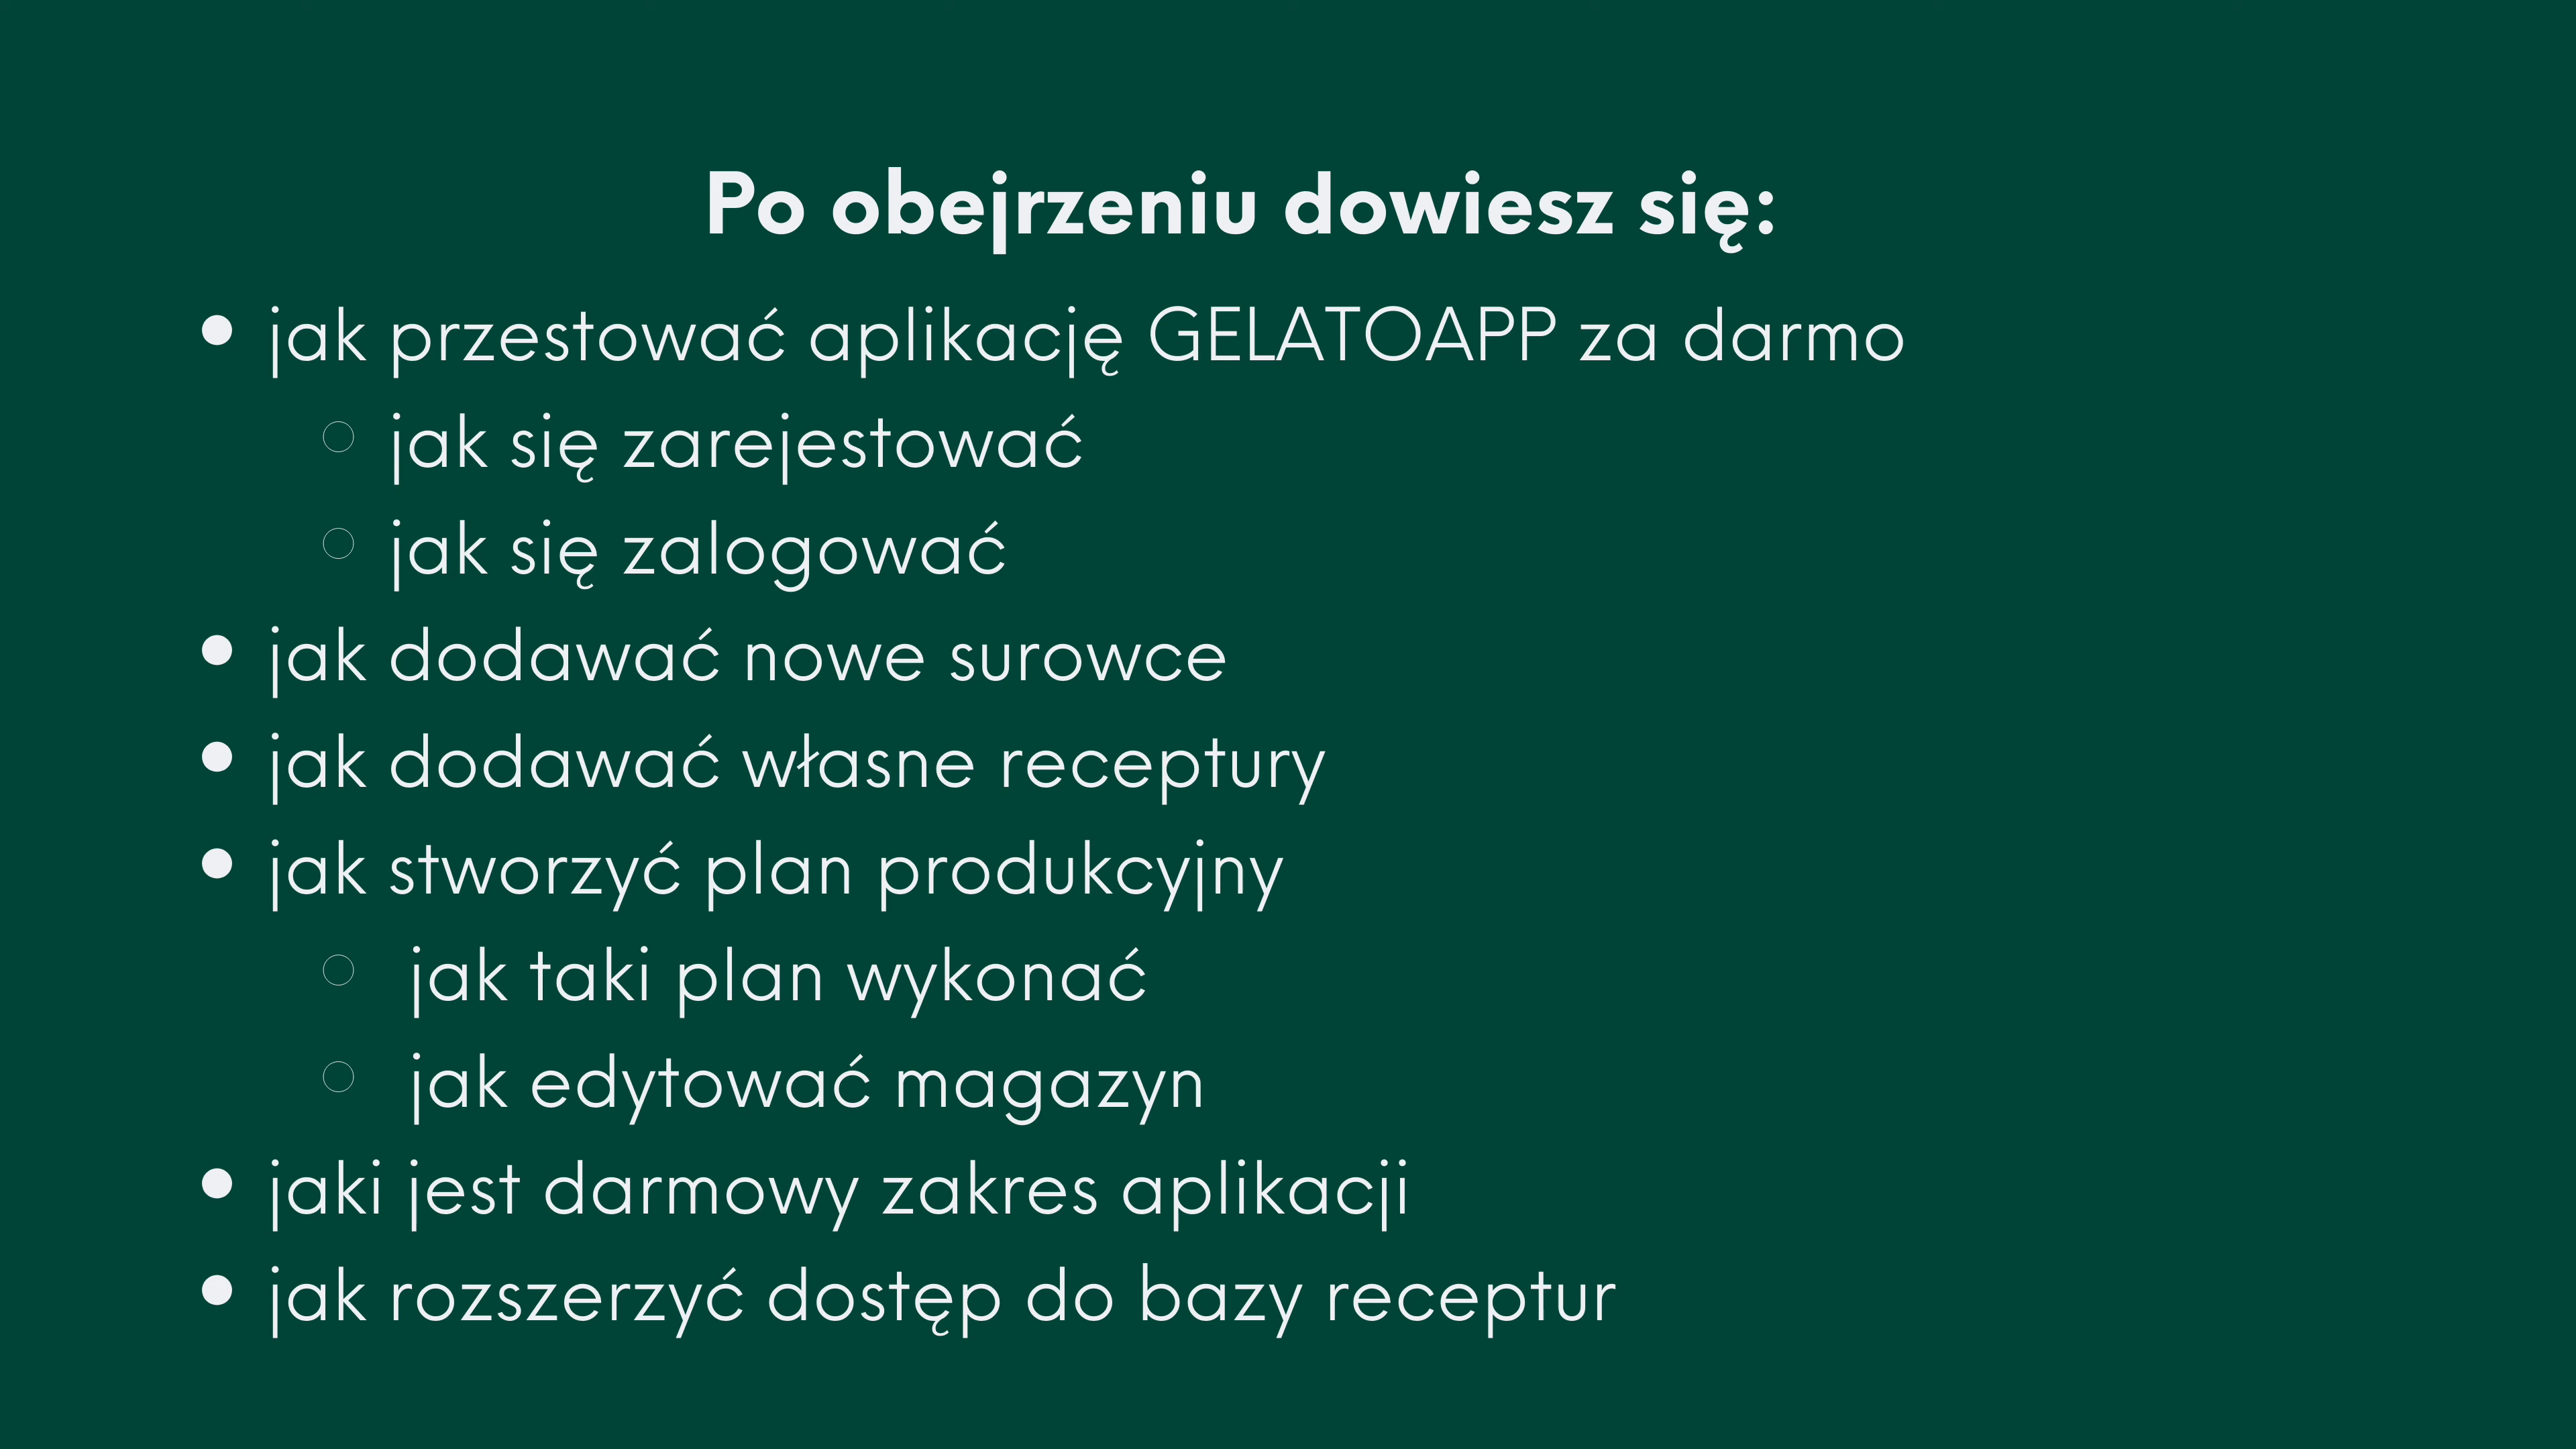 Po obejrzeniu dowiesz się:
• jak przestować aplikację GELATOAPP za darmo
○ jak się zarejestować
○ jak się zalogować
• jak dodawać nowe surowce
• jak dodawać własne receptury
• jak stworzyć plan produkcyjny
○ jak taki plan wykonać
○ jak edytować magazyn
• jaki jest darmowy zakres aplikacji
• jak rozszerzyć dostęp do bazy receptur